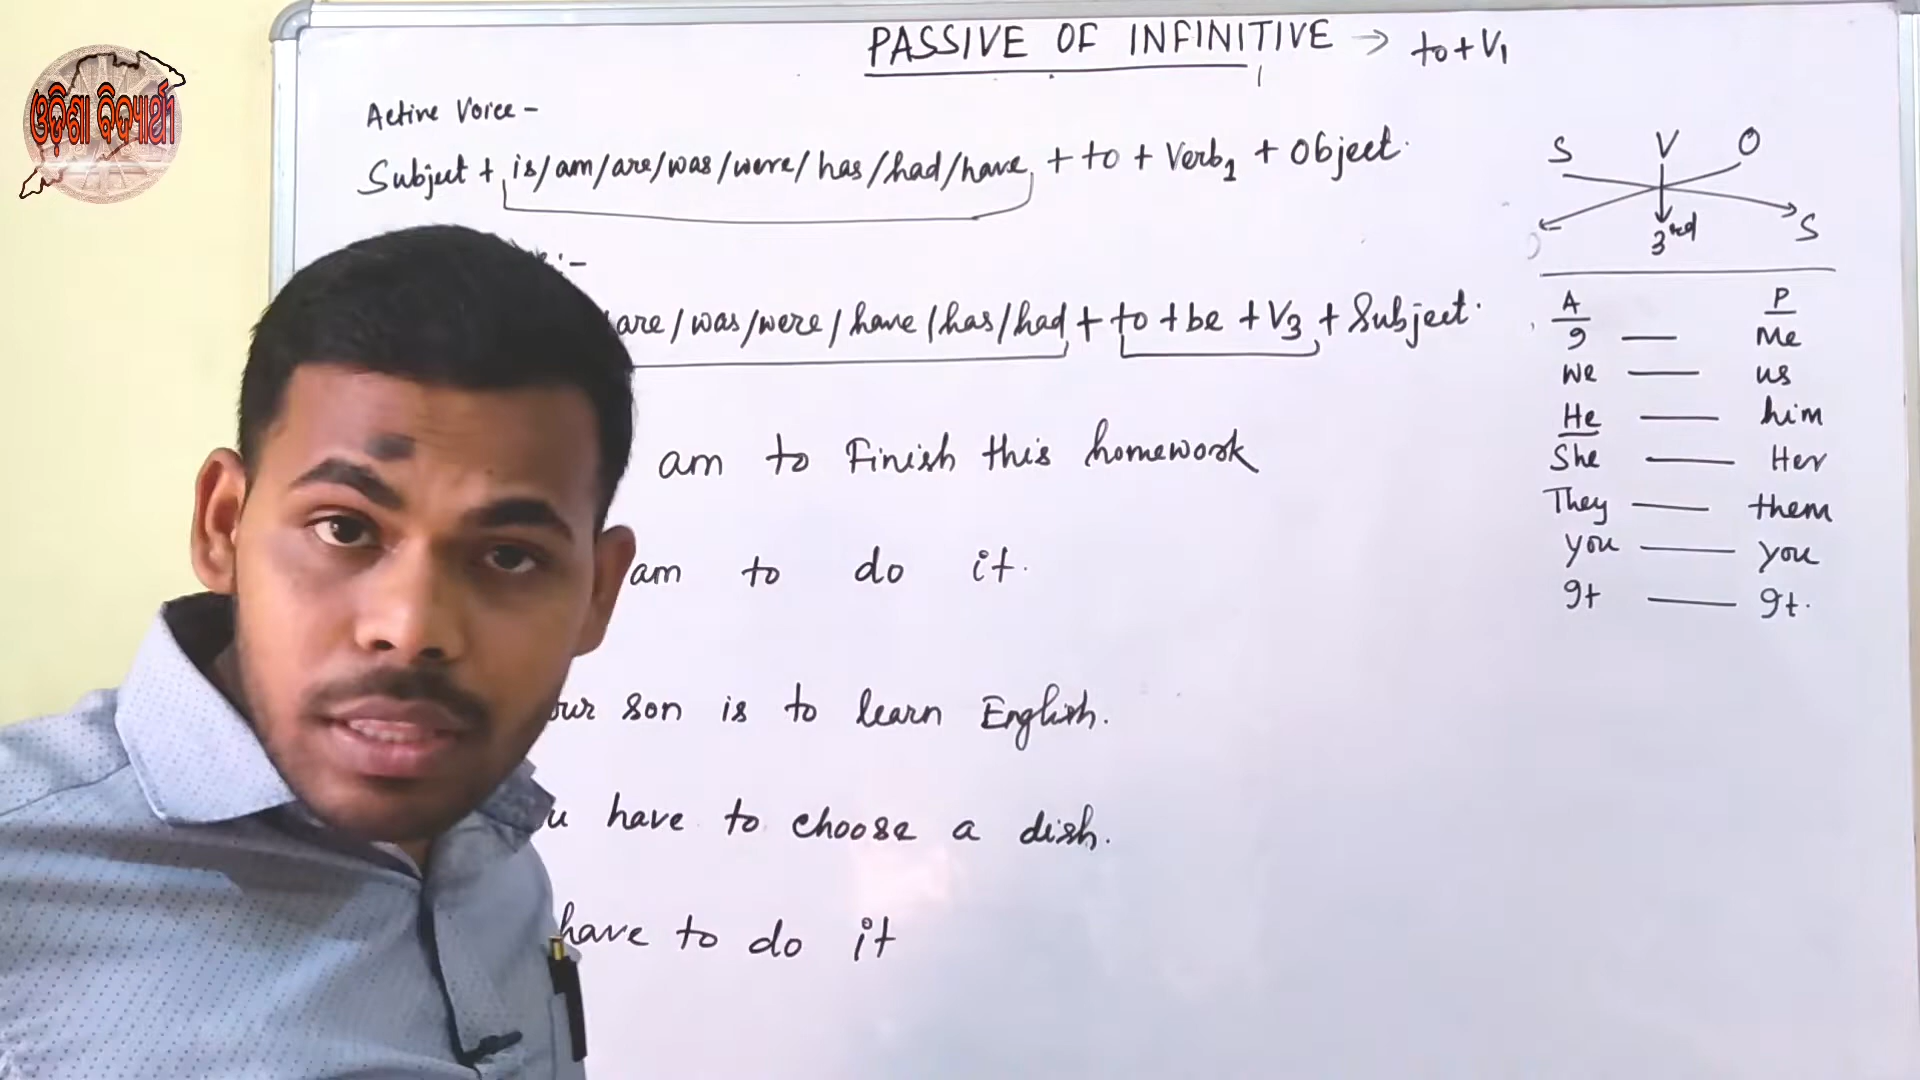 ଓଡ଼ିଶା ବିଦ୍ୟାର୍ଥୀ
PASSIVE OF INFINITIVE → to + V1
Active Voice -
Subject + is/am/are/was/were/has/had/have + to + Verb1 + Object.
:-
/are/was/were/have/has/had + to + be + V3 + Subject.
am to Finish this homework
am to do it.
our son is to learn English.
u have to choose a dish.
have to do it
S V O
3rd S
A P
I — Me
We — us
He — him
She — Her
They — them
you — you
It — It.